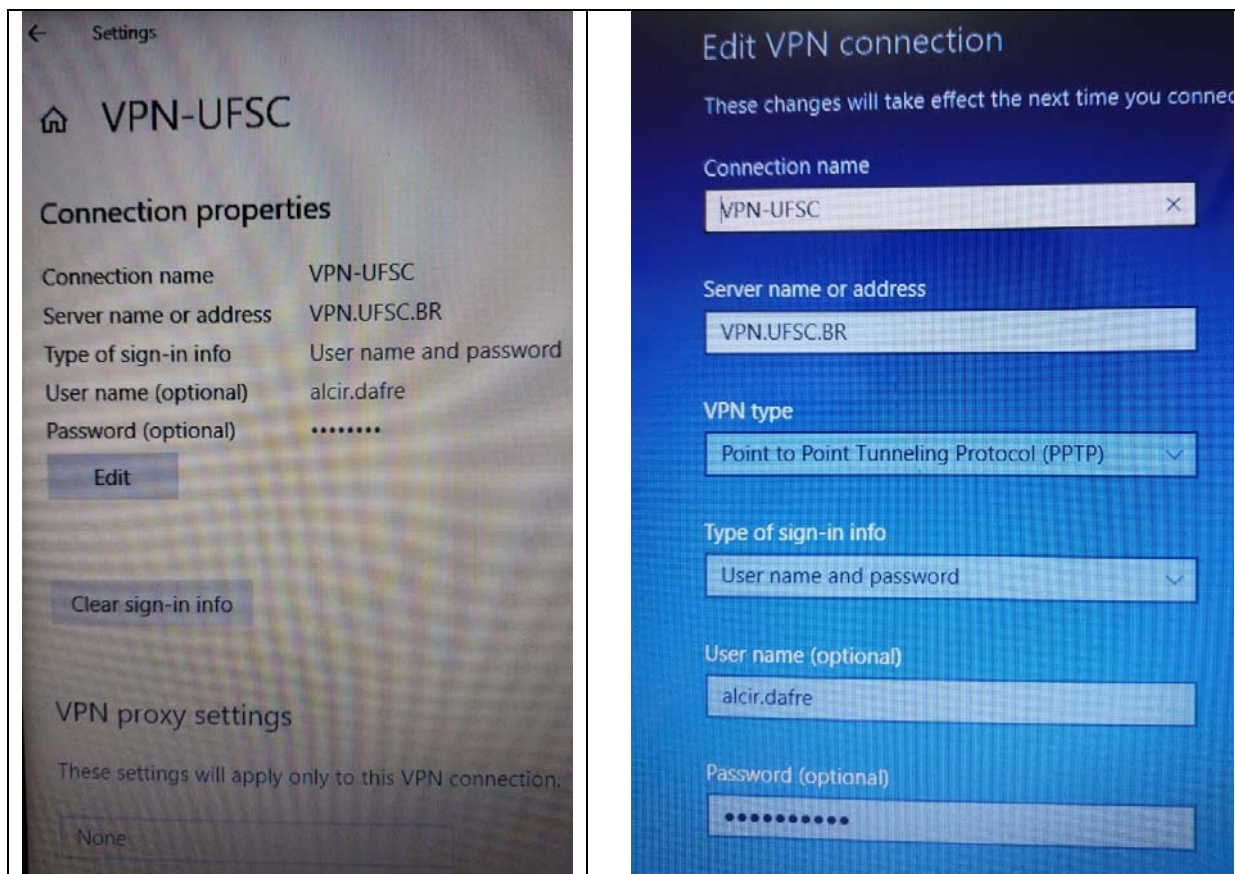 Settings
VPN-UFSC
Connection properties
Connection name VPN-UFSC
Server name or address VPN.UFSC.BR
Type of sign-in info User name and password
User name (optional) alcir.dafre
Password (optional) ••••••••
Edit
Clear sign-in info
VPN proxy settings
These settings will apply only to this VPN connection.
None
Edit VPN connection
These changes will take effect the next time you connec
Connection name
VPN-UFSC
Server name or address
VPN.UFSC.BR
VPN type
Point to Point Tunneling Protocol (PPTP)
Type of sign-in info
User name and password
User name (optional)
alcir.dafre
Password (optional)
••••••••••